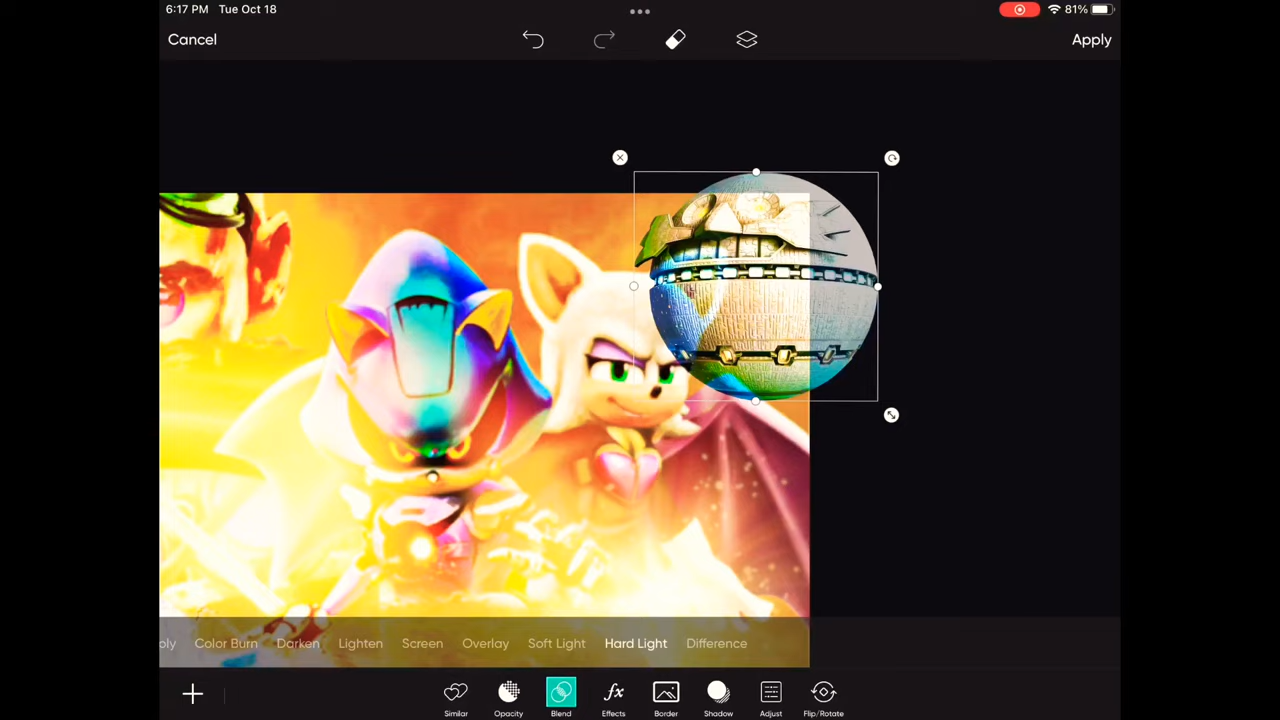 6:17 PM Tue Oct 18
81%
Cancel
Apply
ply Color Burn Darken Lighten Screen Overlay Soft Light Hard Light Difference
Similar Opacity Blend Effects Border Shadow Adjust Flip/Rotate